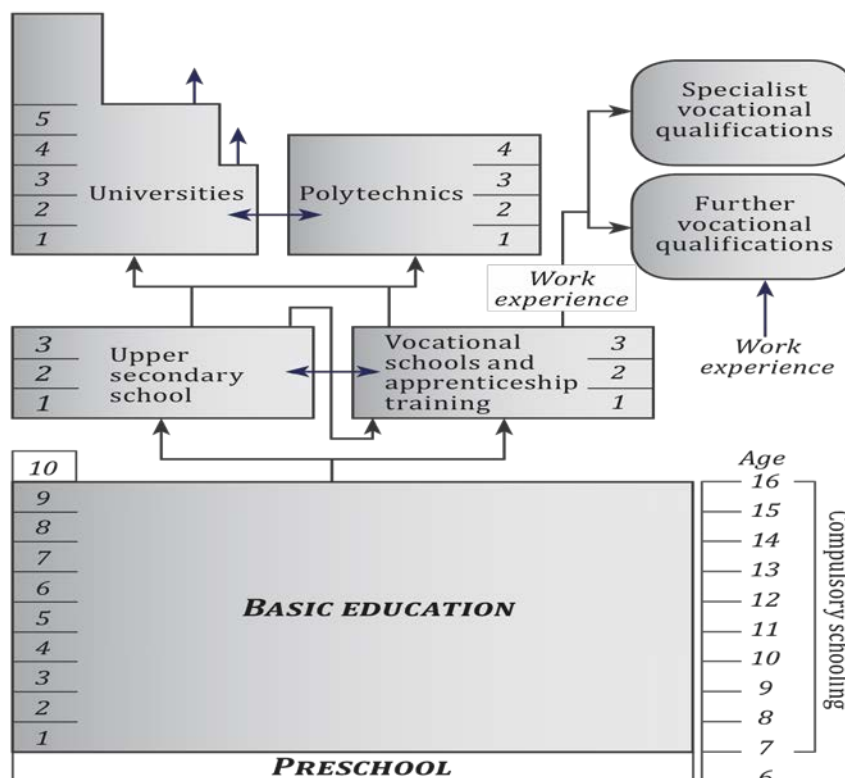 5
4
3
2
1
Universities
Polytechnics
4
3
2
1
Specialist
vocational
qualifications
Further
vocational
qualifications
Work
experience
Work
experience
3
2
1
Upper
secondary
school
Vocational
schools and
apprenticeship
training
3
2
1
10
9
8
7
6
5
4
3
2
1
BASIC EDUCATION
PRESCHOOL
Age
16
15
14
13
12
11
10
9
8
7
6
Compulsory schooling